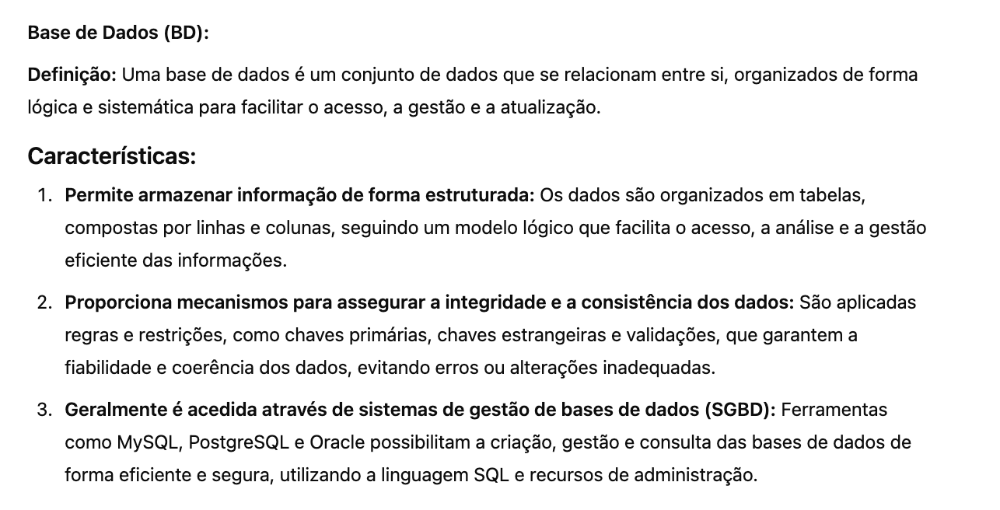 Base de Dados (BD):
Definição: Uma base de dados é um conjunto de dados que se relacionam entre si, organizados de forma
lógica e sistemática para facilitar o acesso, a gestão e a atualização.
Características:
1. Permite armazenar informação de forma estruturada: Os dados são organizados em tabelas,
compostas por linhas e colunas, seguindo um modelo lógico que facilita o acesso, a análise e a gestão
eficiente das informações.
2. Proporciona mecanismos para assegurar a integridade e a consistência dos dados: São aplicadas
regras e restrições, como chaves primárias, chaves estrangeiras e validações, que garantem a
fiabilidade e coerência dos dados, evitando erros ou alterações inadequadas.
3. Geralmente é acedida através de sistemas de gestão de bases de dados (SGBD): Ferramentas
como MySQL, PostgreSQL e Oracle possibilitam a criação, gestão e consulta das bases de dados de
forma eficiente e segura, utilizando a linguagem SQL e recursos de administração.